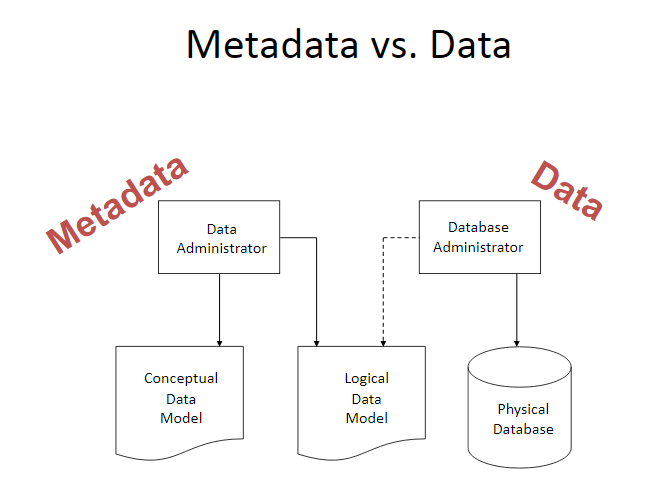 Metadata vs. Data
Metadata
Data
Data
Administrator
Database
Administrator
Conceptual
Data
Model
Logical
Data
Model
Physical
Database